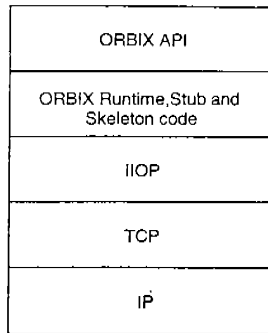 ORBIX API
ORBIX Runtime,Stub and
Skeleton code
IIOP
TCP
IP